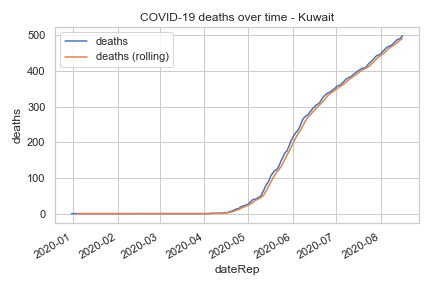 COVID-19 deaths over time - Kuwait
deaths
deaths (rolling)
500
400
300
200
100
0
deaths
2020-01
2020-02
2020-03
2020-04
2020-05
2020-06
2020-07
2020-08
dateRep